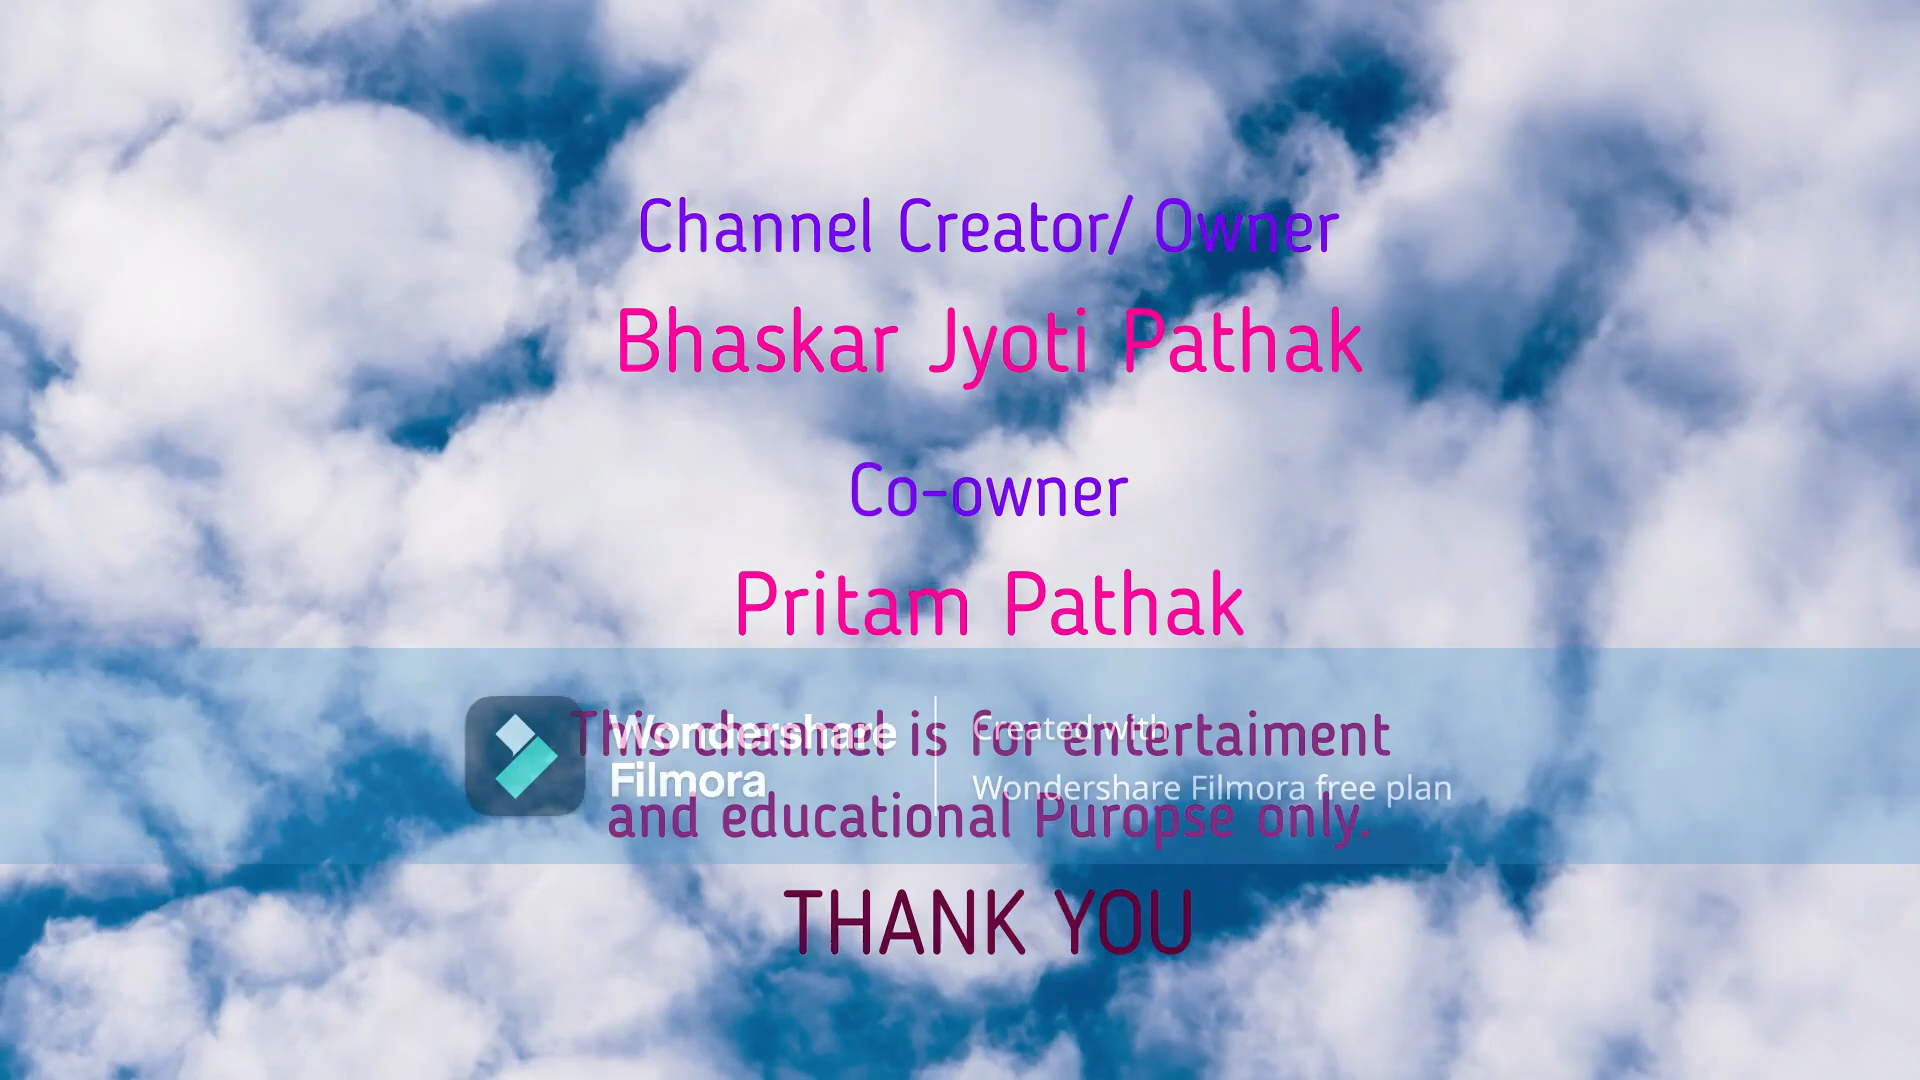 Channel Creator/ Owner
Bhaskar Jyoti Pathak
Co-owner
Pritam Pathak
This channel is for entertaiment
and educational Puropse only.
Wondershare
Filmora
Created with
Wondershare Filmora free plan
THANK YOU